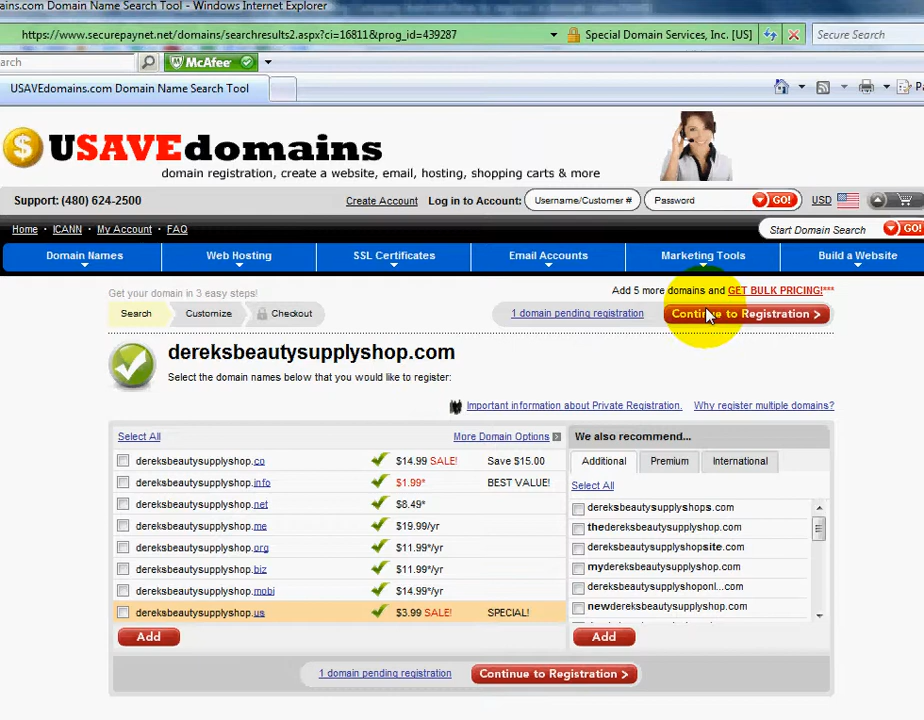 ains.com Domain Name Search Tool - Windows Internet Explorer
https://www.securepaynet.net/domains/searchresults2.aspx?ci=16811&prog_id=439287 Special Domain Services, Inc. [US] Secure Search
arch McAfee
USAVEdomains.com Domain Name Search Tool
$ USAVEdomains
domain registration, create a website, email, hosting, shopping carts & more
Support: (480) 624-2500 Create Account Log in to Account: Username/Customer # Password GO! USD
Home · ICANN · My Account · FAQ Start Domain Search GO!
Domain Names Web Hosting SSL Certificates Email Accounts Marketing Tools Build a Website
Get your domain in 3 easy steps! Add 5 more domains and GET BULK PRICING!***
Search Customize Checkout 1 domain pending registration Continue to Registration >
dereksbeautysupplyshop.com
Select the domain names below that you would like to register:
Important information about Private Registration. Why register multiple domains?
Select All More Domain Options We also recommend...
dereksbeautysupplyshop.co $14.99 SALE! Save $15.00 Additional Premium International
dereksbeautysupplyshop.info $1.99* BEST VALUE! Select All
dereksbeautysupplyshop.net $8.49* dereksbeautysupplyshops.com
dereksbeautysupplyshop.me $19.99/yr thedereksbeautysupplyshop.com
dereksbeautysupplyshop.org $11.99*/yr dereksbeautysupplyshopsite.com
dereksbeautysupplyshop.biz $11.99*/yr mydereksbeautysupplyshop.com
dereksbeautysupplyshop.mobi $14.99*/yr dereksbeautysupplyshoponl...com
dereksbeautysupplyshop.us $3.99 SALE! SPECIAL! newdereksbeautysupplyshop.com
Add Add
1 domain pending registration Continue to Registration >